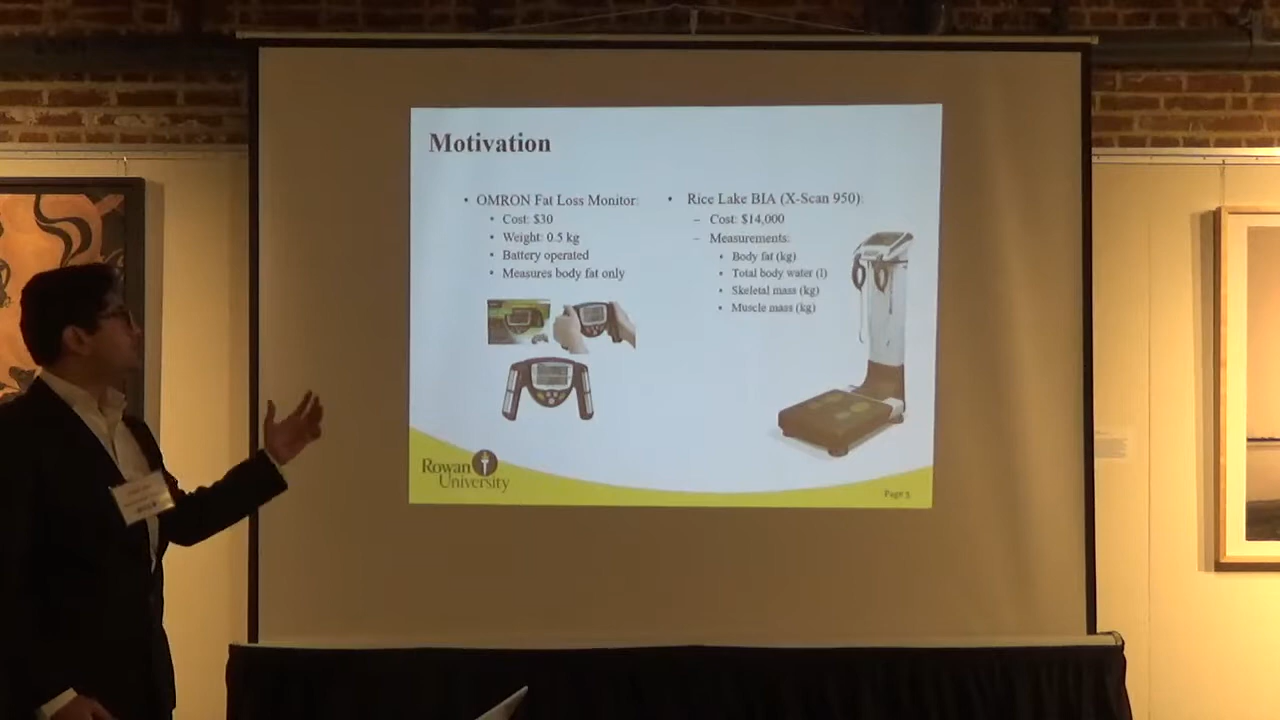 Motivation
• OMRON Fat Loss Monitor:
• Cost: $30
• Weight: 0.5 kg
• Battery operated
• Measures body fat only
• Rice Lake BIA (X-Scan 950):
– Cost: $14,000
– Measurements:
• Body fat (kg)
• Total body water (l)
• Skeletal mass (kg)
• Muscle mass (kg)
Rowan
University
Page 5